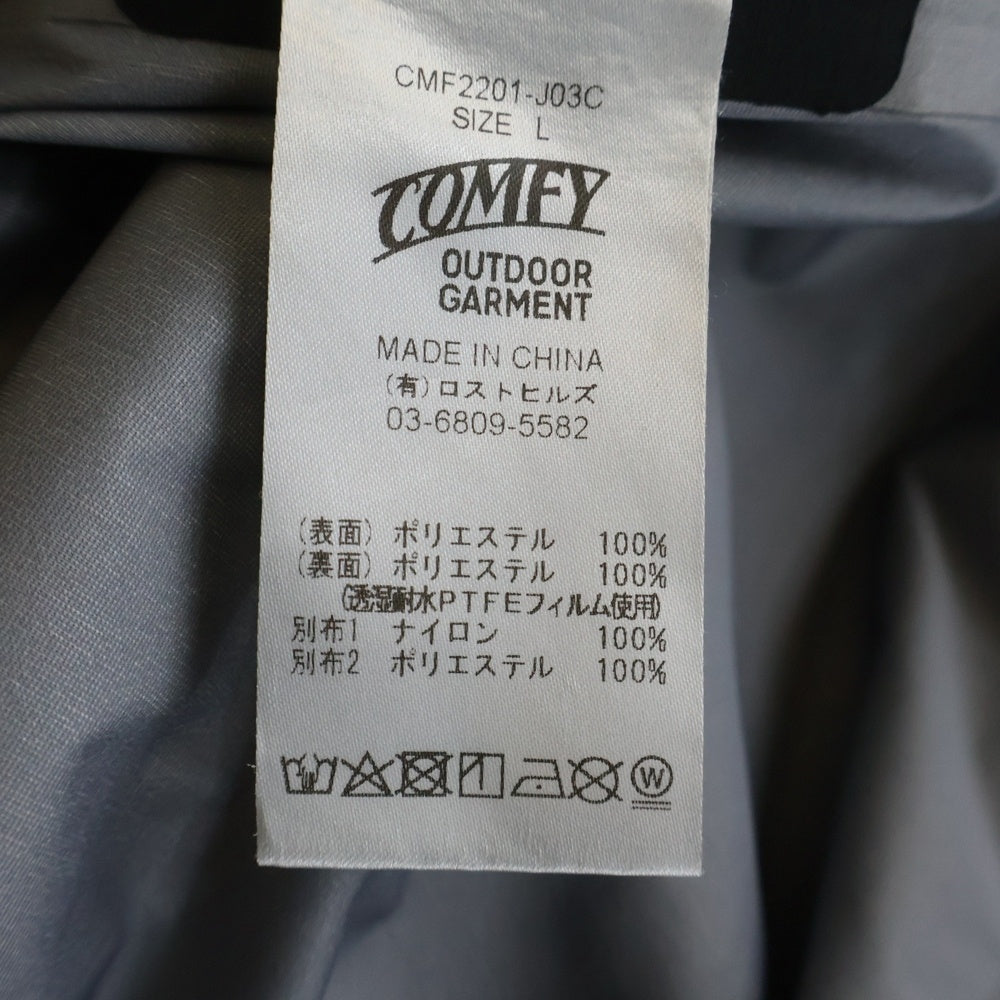 CMF2201-J03C
SIZE L
COMFY
OUTDOOR
GARMENT
MADE IN CHINA
(有)ロストヒルズ
03-6809-5582
(表面) ポリエステル 100%
(裏面) ポリエステル 100%
(透湿耐水PTFEフィルム使用)
別布1 ナイロン 100%
別布2 ポリエステル 100%
W